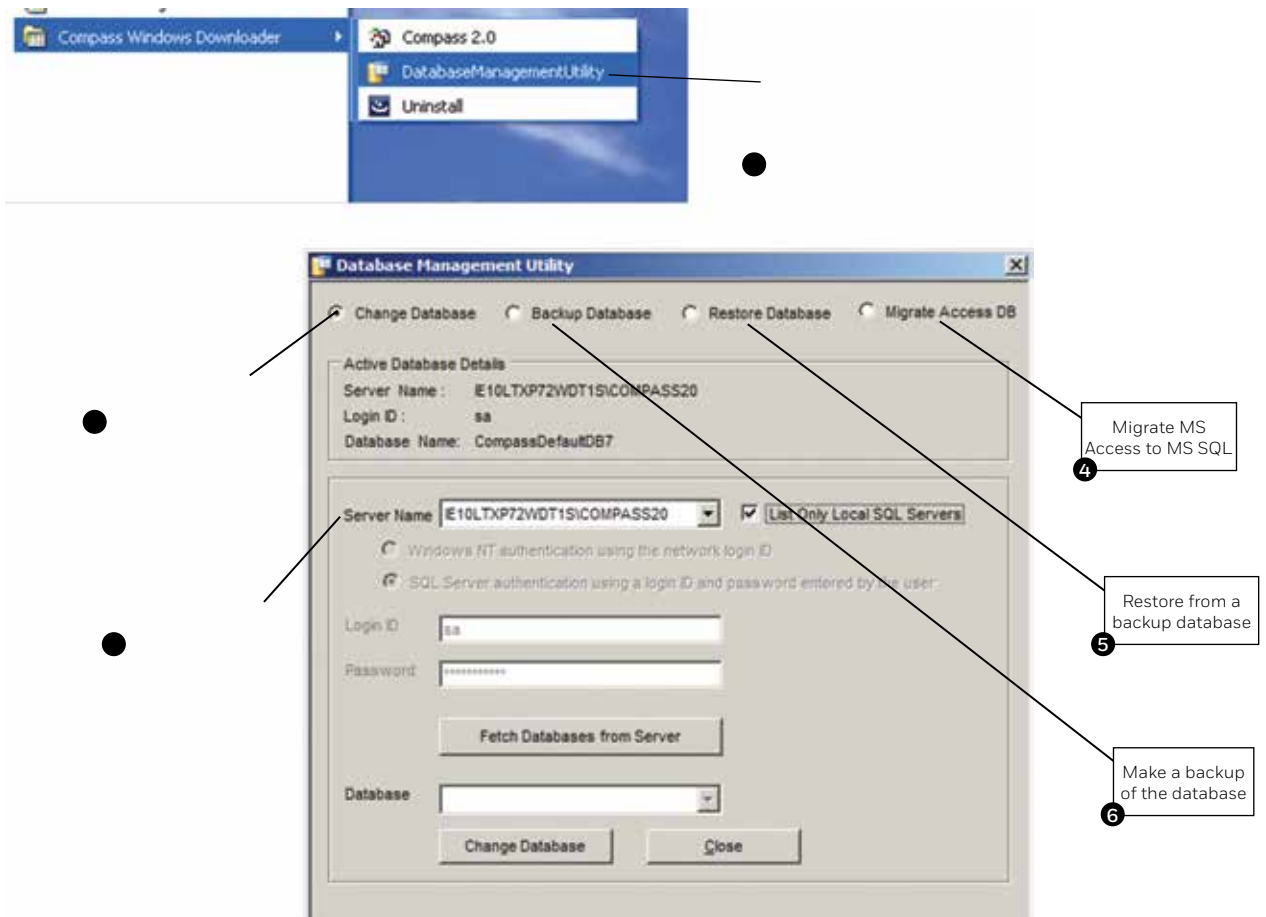 Compass Windows Downloader
Compass 2.0
DatabaseManagementUtility
Uninstall
Database Management Utility
Change Database Backup Database Restore Database Migrate Access DB
Active Database Details
Server Name : IE10LTXP72WDT1S\COMPASS20
Login ID : sa
Database Name: CompassDefaultDB7
Migrate MS
Access to MS SQL
4
Server Name IE10LTXP72WDT1S\COMPASS20 List Only Local SQL Servers
Windows NT authentication using the network login ID
SQL Server authentication using a login ID and password entered by the user:
Login ID sa
Password ***********
Restore from a
backup database
5
Fetch Databases from Server
Database
Make a backup
of the database
6
Change Database Close